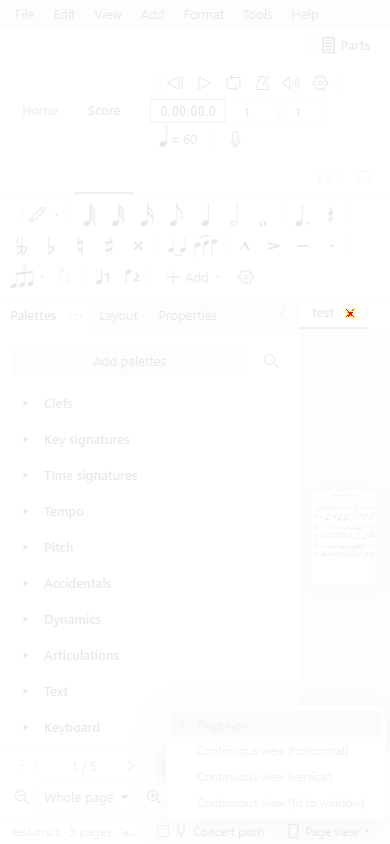 File Edit View Add Format Tools Help
Parts
Home Score 0:00:00.0 1 . 1
= 60
1 2 Add
Palettes Layout Properties test
Add palettes
Clefs
Key signatures
Time signatures
Tempo
Pitch
Accidentals
Dynamics
Articulations
Text
Keyboard
Page view
Continuous view (horizontal)
Continuous view (vertical)
Continuous view (fit to window)
1 / 5
Whole page
test.mscz - 5 pages - la...
Concert pitch
Page view